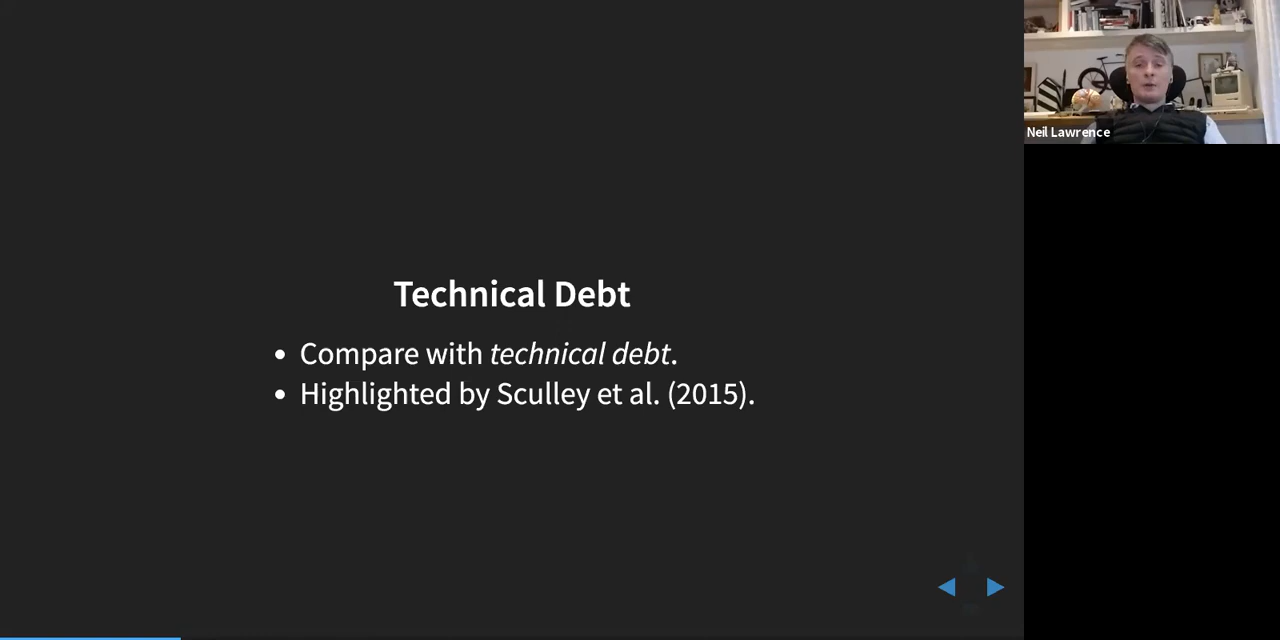 Technical Debt
• Compare with technical debt.
• Highlighted by Sculley et al. (2015).
Neil Lawrence